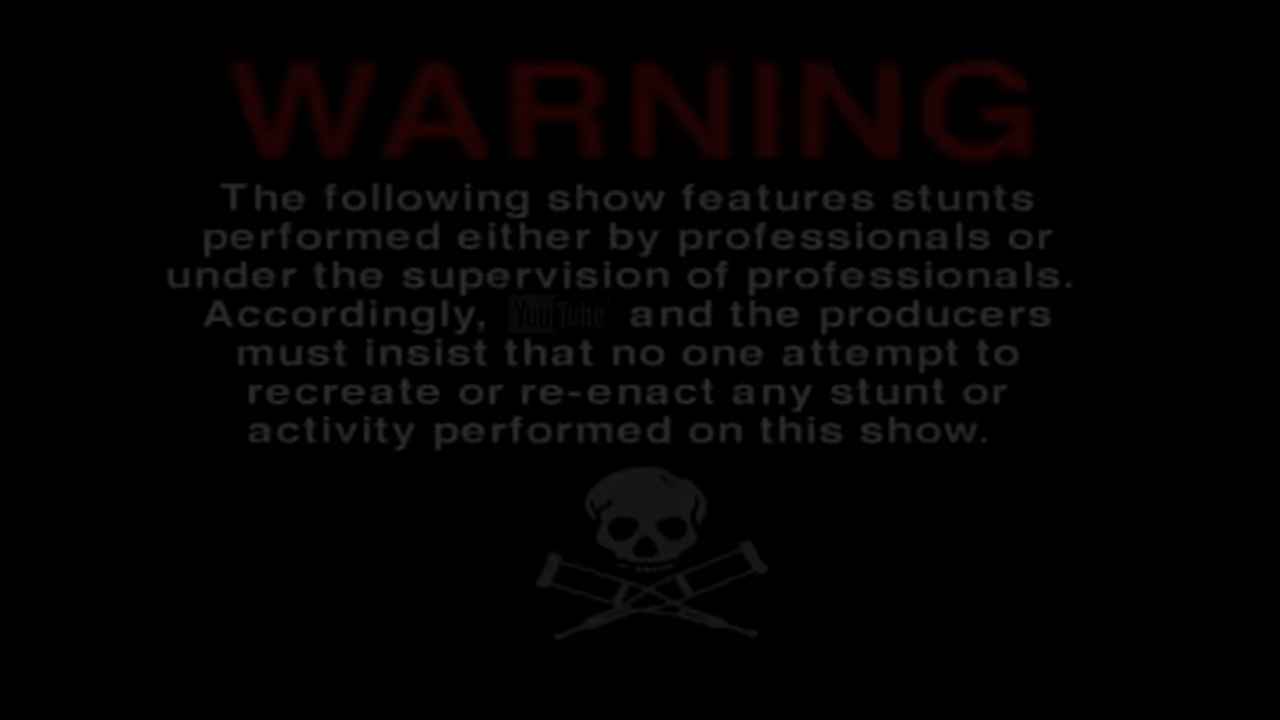 WARNING
The following show features stunts
performed either by professionals or
under the supervision of professionals.
Accordingly, YouTube and the producers
must insist that no one attempt to
recreate or re-enact any stunt or
activity performed on this show.